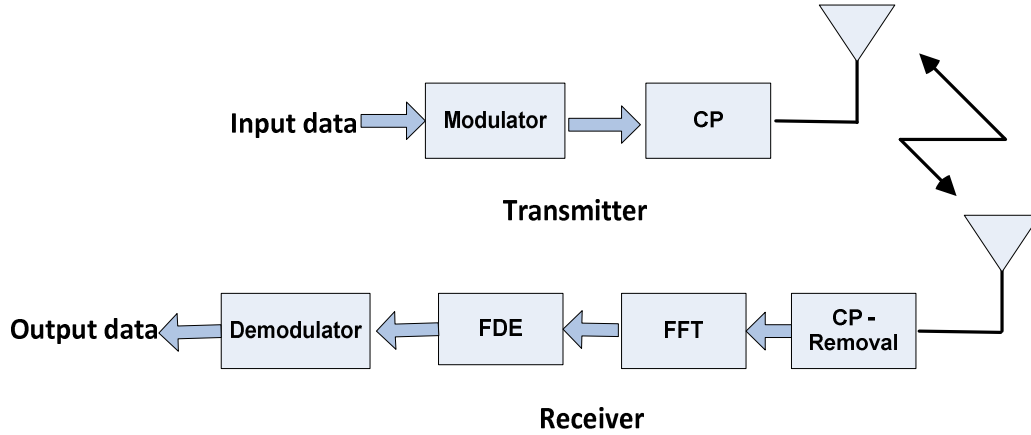 Input data
Modulator
CP
Transmitter
Output data
Demodulator
FDE
FFT
CP -
Removal
Receiver